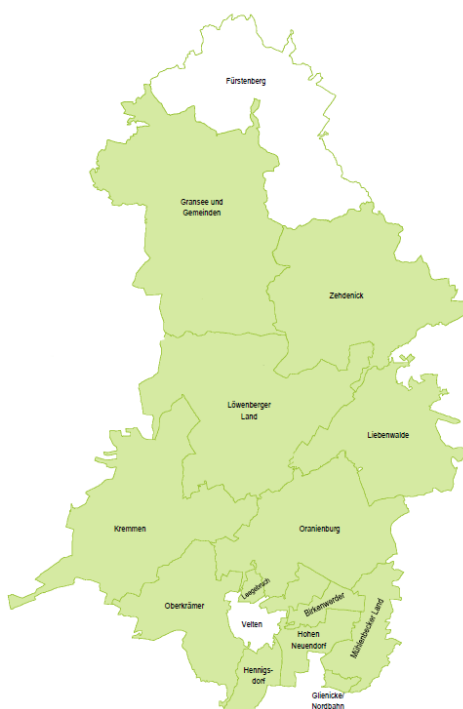 Fürstenberg
Gransee und
Gemeinden
Zehdenick
Löwenberger
Land
Liebenwalde
Kremmen
Oranienburg
Leegebruch
Oberkrämer
Birkenwerder
Velten
Mühlenbecker Land
Hohen
Neuendorf
Hennigs-
dorf
Glienicke/
Nordbahn